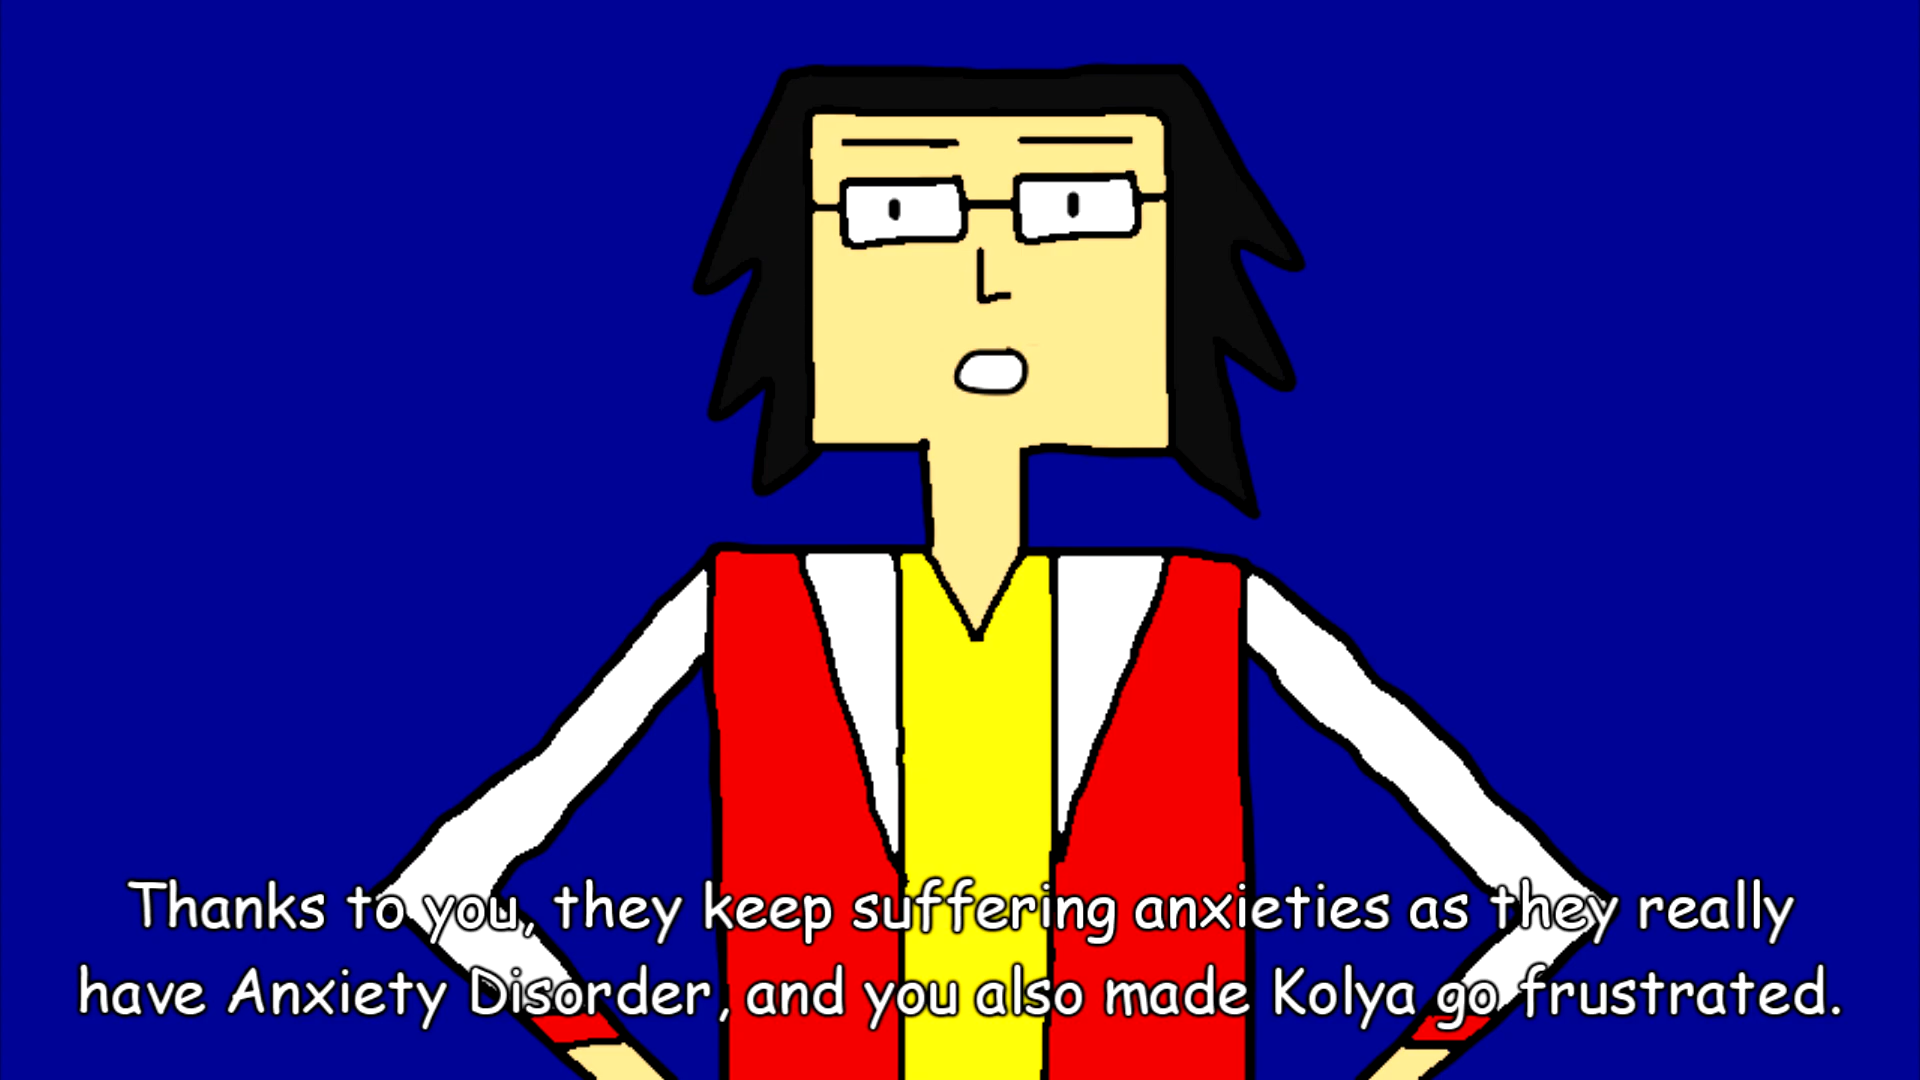 Thanks to you, they keep suffering anxieties as they really
have Anxiety Disorder, and you also made Kolya go frustrated.